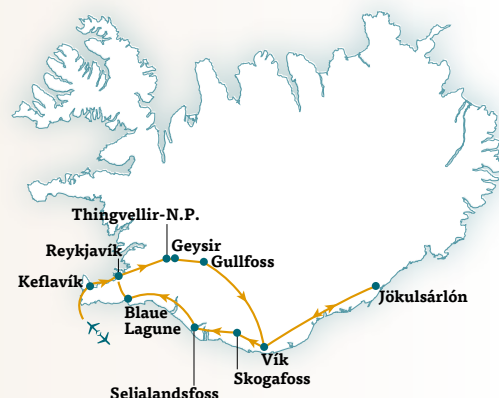 Thingvellir-N.P.
Reykjavík
Geysir
Gullfoss
Keflavík
Jökulsárlón
Blaue
Lagune
Vík
Skogafoss
Seljalandsfoss